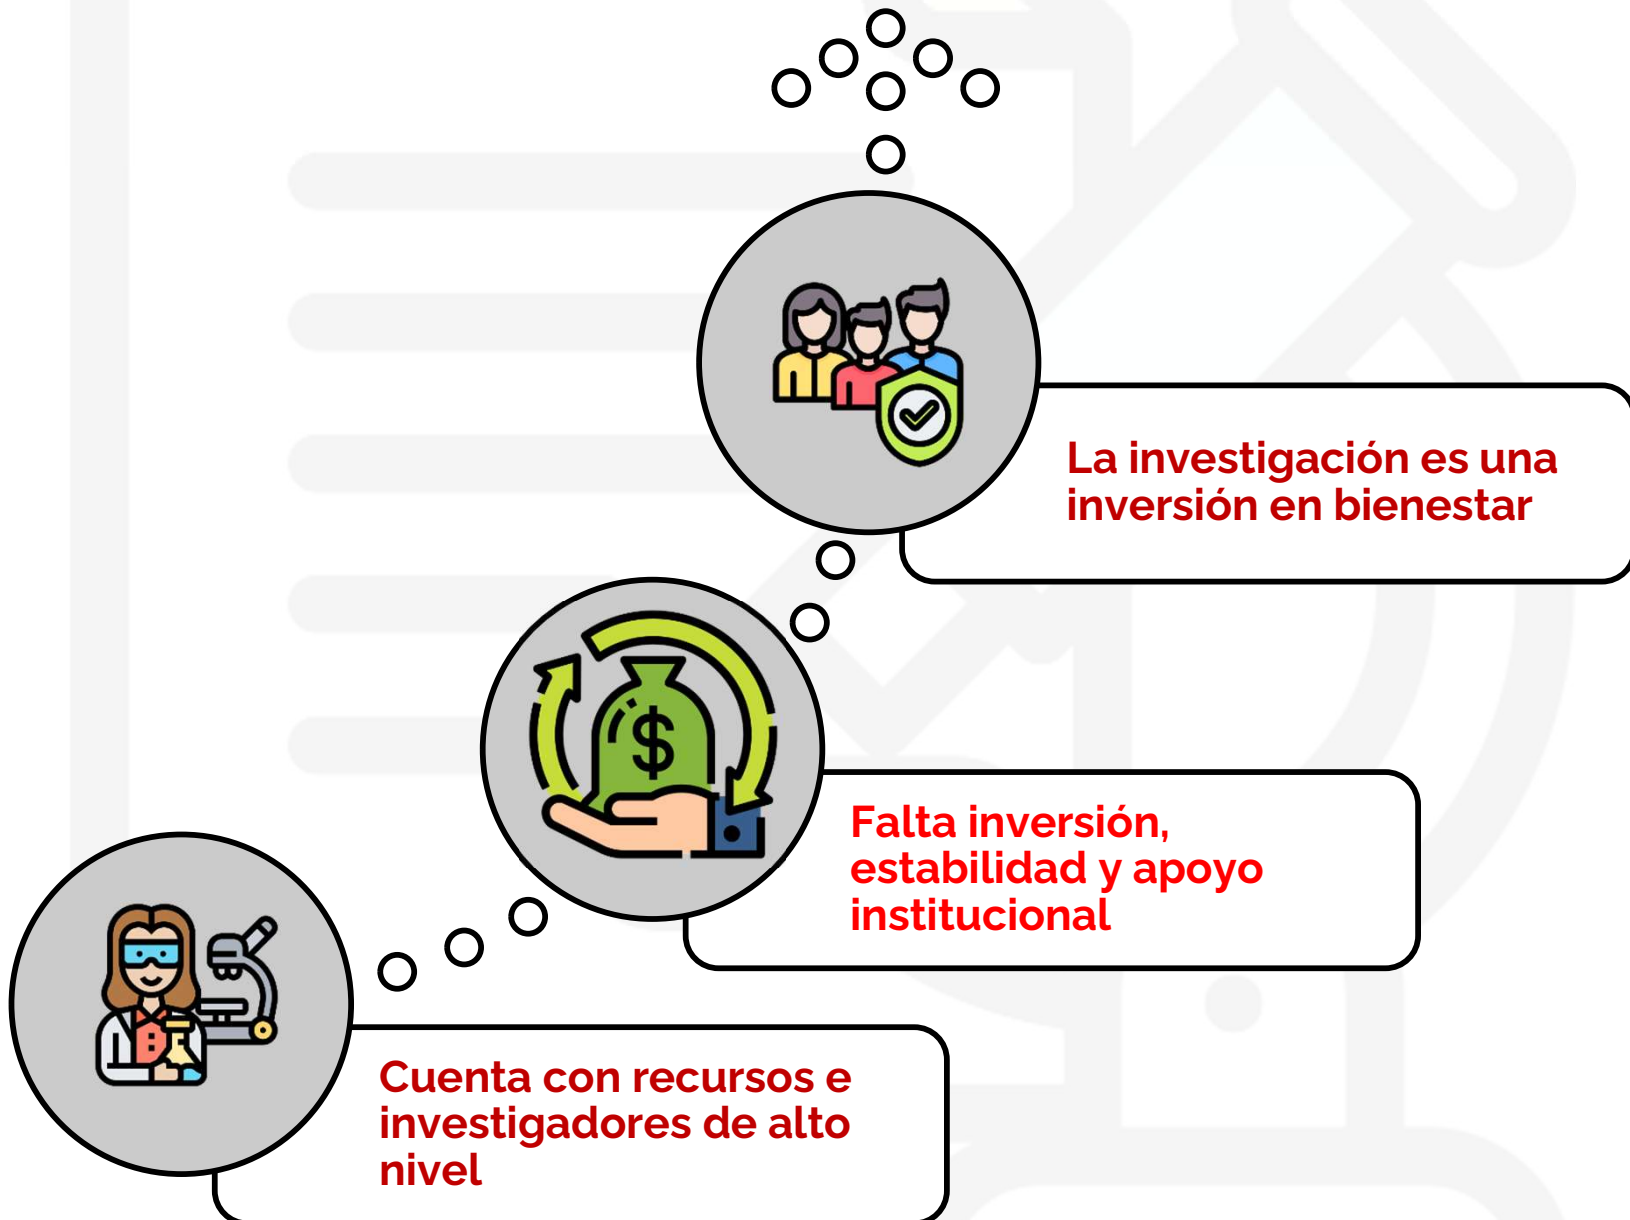 La investigación es una
inversión en bienestar
Falta inversión,
estabilidad y apoyo
institucional
Cuenta con recursos e
investigadores de alto
nivel
$